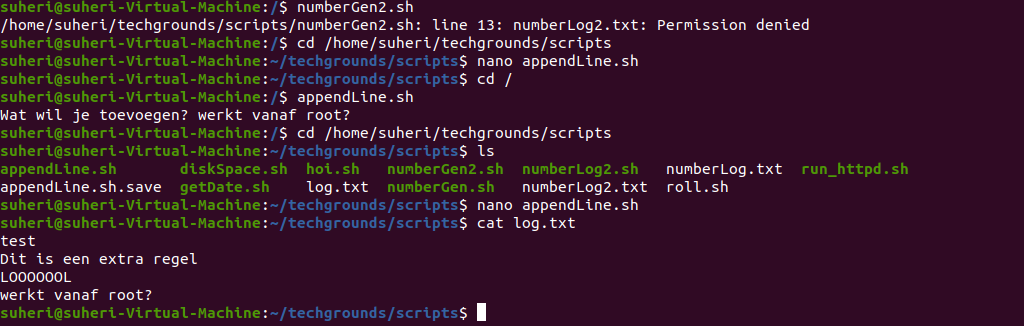 suheri@suheri-Virtual-Machine:/$ numberGen2.sh
/home/suheri/techgrounds/scripts/numberGen2.sh: line 13: numberLog2.txt: Permission denied
suheri@suheri-Virtual-Machine:/$ cd /home/suheri/techgrounds/scripts
suheri@suheri-Virtual-Machine:~/techgrounds/scripts$ nano appendLine.sh
suheri@suheri-Virtual-Machine:~/techgrounds/scripts$ cd /
suheri@suheri-Virtual-Machine:/$ appendLine.sh
Wat wil je toevoegen? werkt vanaf root?
suheri@suheri-Virtual-Machine:/$ cd /home/suheri/techgrounds/scripts
suheri@suheri-Virtual-Machine:~/techgrounds/scripts$ ls
appendLine.sh diskSpace.sh hoi.sh numberGen2.sh numberLog2.sh numberLog.txt run_httpd.sh
appendLine.sh.save getDate.sh log.txt numberGen.sh numberLog2.txt roll.sh
suheri@suheri-Virtual-Machine:~/techgrounds/scripts$ nano appendLine.sh
suheri@suheri-Virtual-Machine:~/techgrounds/scripts$ cat log.txt
test
Dit is een extra regel
LOOOOOOL
werkt vanaf root?
suheri@suheri-Virtual-Machine:~/techgrounds/scripts$